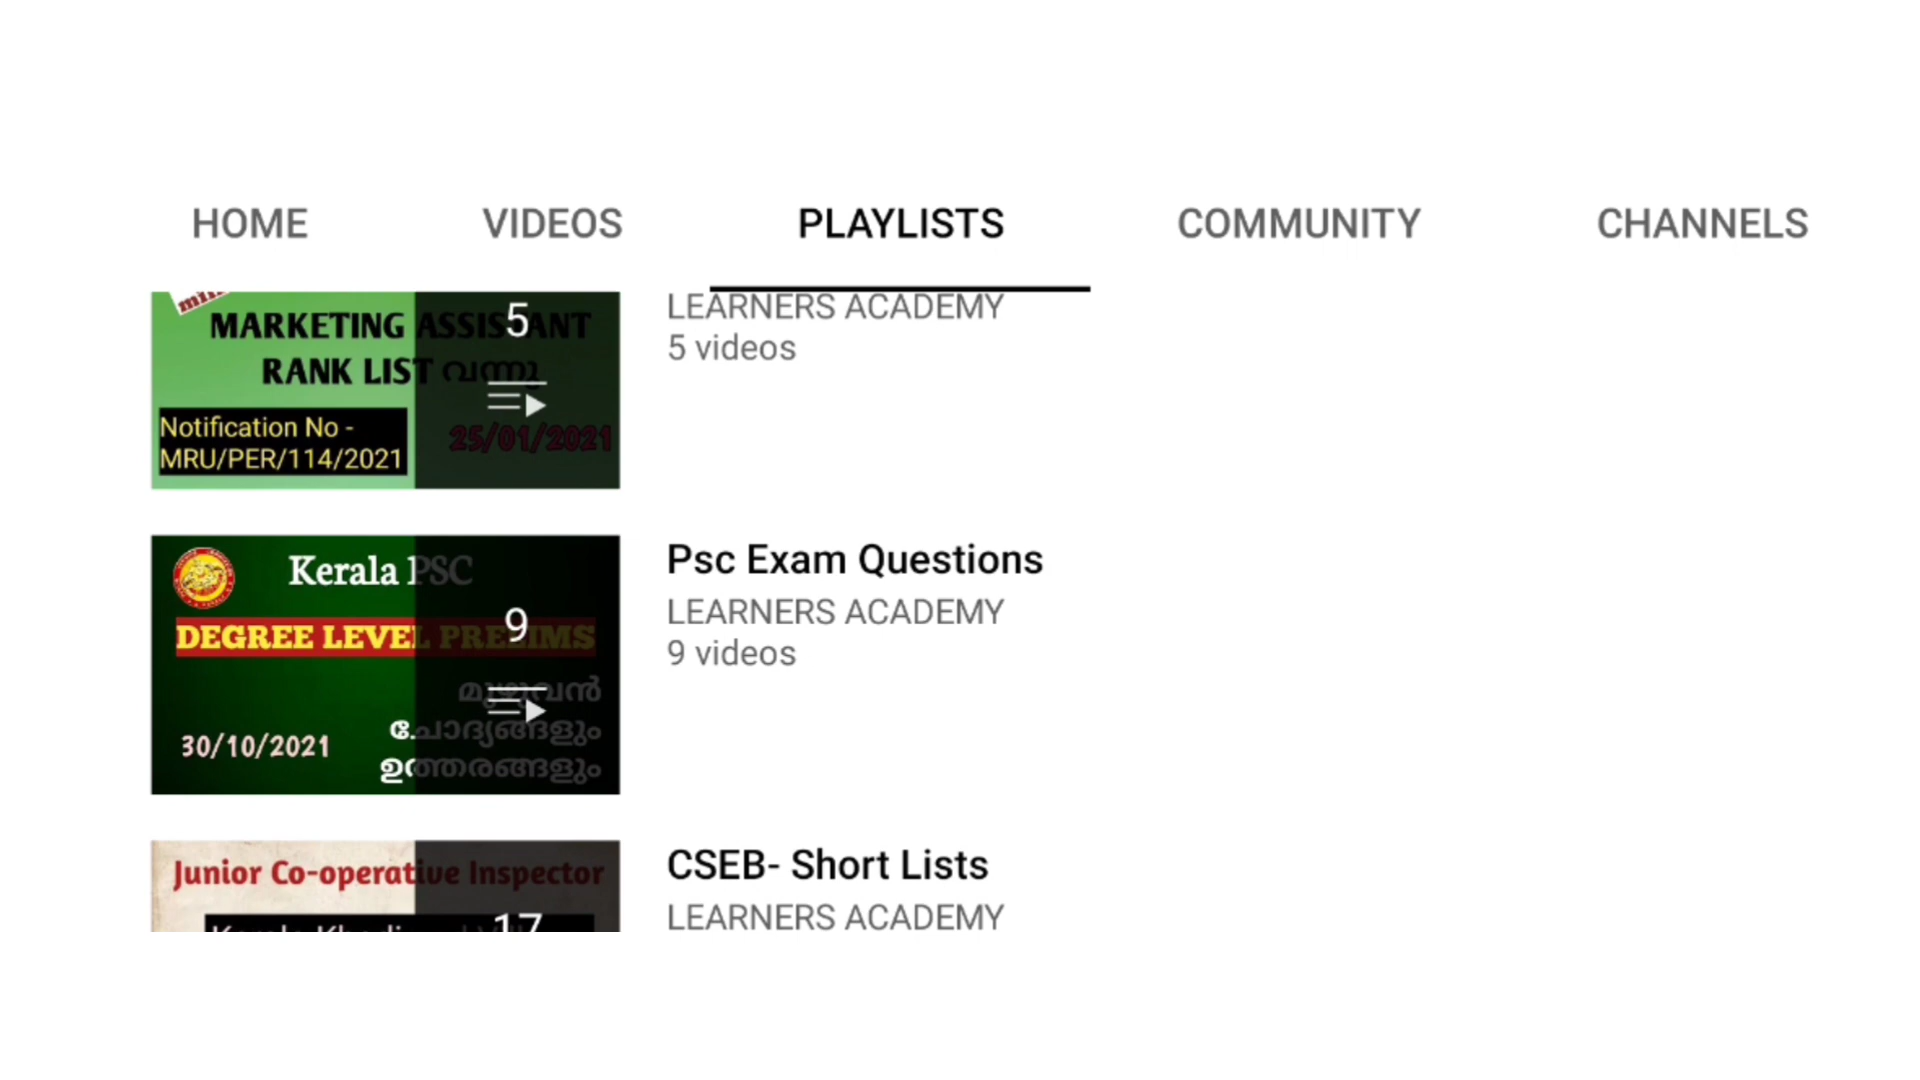 HOME VIDEOS PLAYLISTS COMMUNITY CHANNELS
MARKETING ASSISTANT
RANK LIST വന്നു
Notification No -
MRU/PER/114/2021
25/01/2021
5
LEARNERS ACADEMY
5 videos
Kerala PSC
DEGREE LEVEL PRELIMS
മുഴുവൻ
ചോദ്യങ്ങളും
ഉത്തരങ്ങളും
30/10/2021
9
Psc Exam Questions
LEARNERS ACADEMY
9 videos
Junior Co-operative Inspector
17
CSEB- Short Lists
LEARNERS ACADEMY